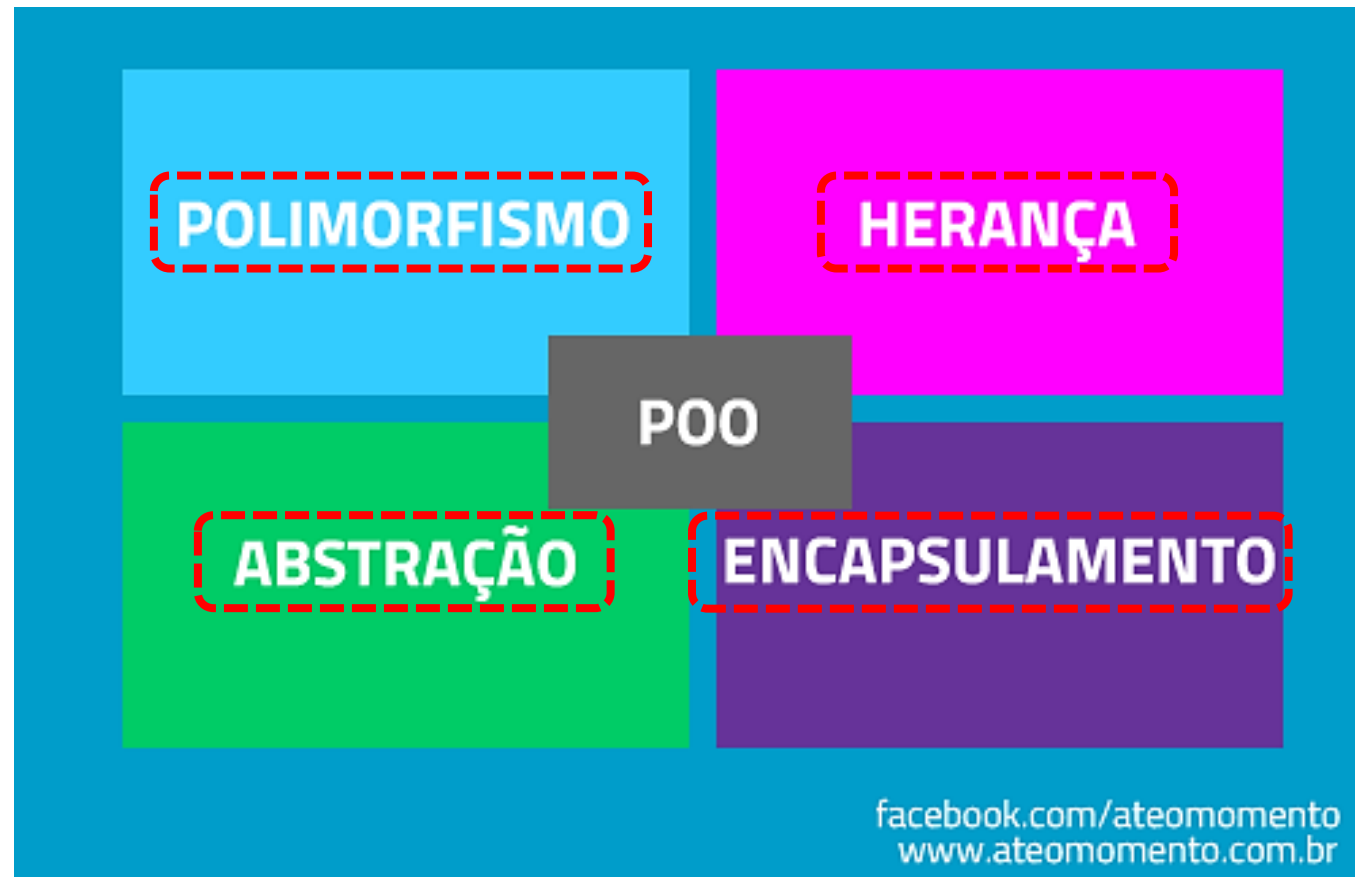 POLIMORFISMO
HERANÇA
POO
ABSTRAÇÃO
ENCAPSULAMENTO
facebook.com/ateomomento
www.ateomomento.com.br